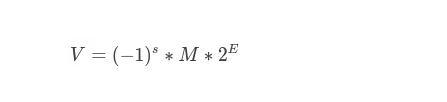 V = (−1)^s ∗ M ∗ 2^E